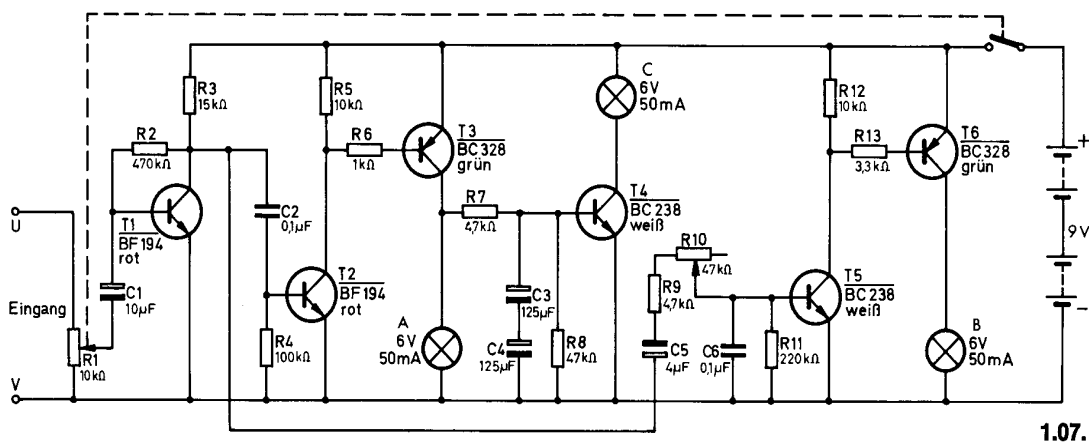 U
Eingang
V
R1
10kΩ
C1
10µF
R2
470kΩ
T1
BF194
rot
R3
15kΩ
C2
0,1µF
R4
100kΩ
T2
BF194
rot
R5
10kΩ
R6
1kΩ
T3
BC328
grün
A
6V
50mA
R7
4,7kΩ
C3
125µF
C4
125µF
R8
47kΩ
C
6V
50mA
T4
BC238
weiß
R9
4,7kΩ
R10
47kΩ
C5
4µF
C6
0,1µF
R11
220kΩ
T5
BC238
weiß
R12
10kΩ
R13
3,3kΩ
T6
BC328
grün
B
6V
50mA
+
9V
-
1.07.